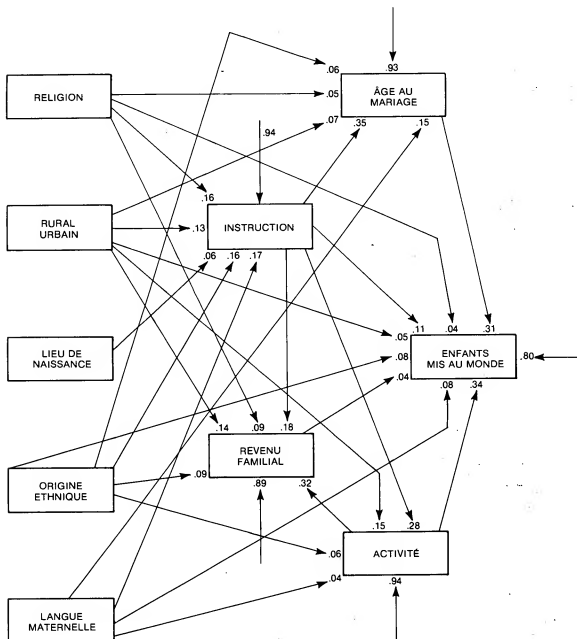 .06
.93
.05
ÂGE AU
MARIAGE
RELIGION
.07
.35
.15
.94
.16
RURAL
URBAIN
.13
INSTRUCTION
.06 .16 .17
.11 .04 .31
.05
LIEU DE
NAISSANCE
.08
ENFANTS
MIS AU MONDE
.80
.04
.08 .34
.14 .09 .18
REVENU
FAMILIAL
.09
.89
.32
ORIGINE
ETHNIQUE
.15 .28
.06
ACTIVITÉ
.04
.94
LANGUE
MATERNELLE